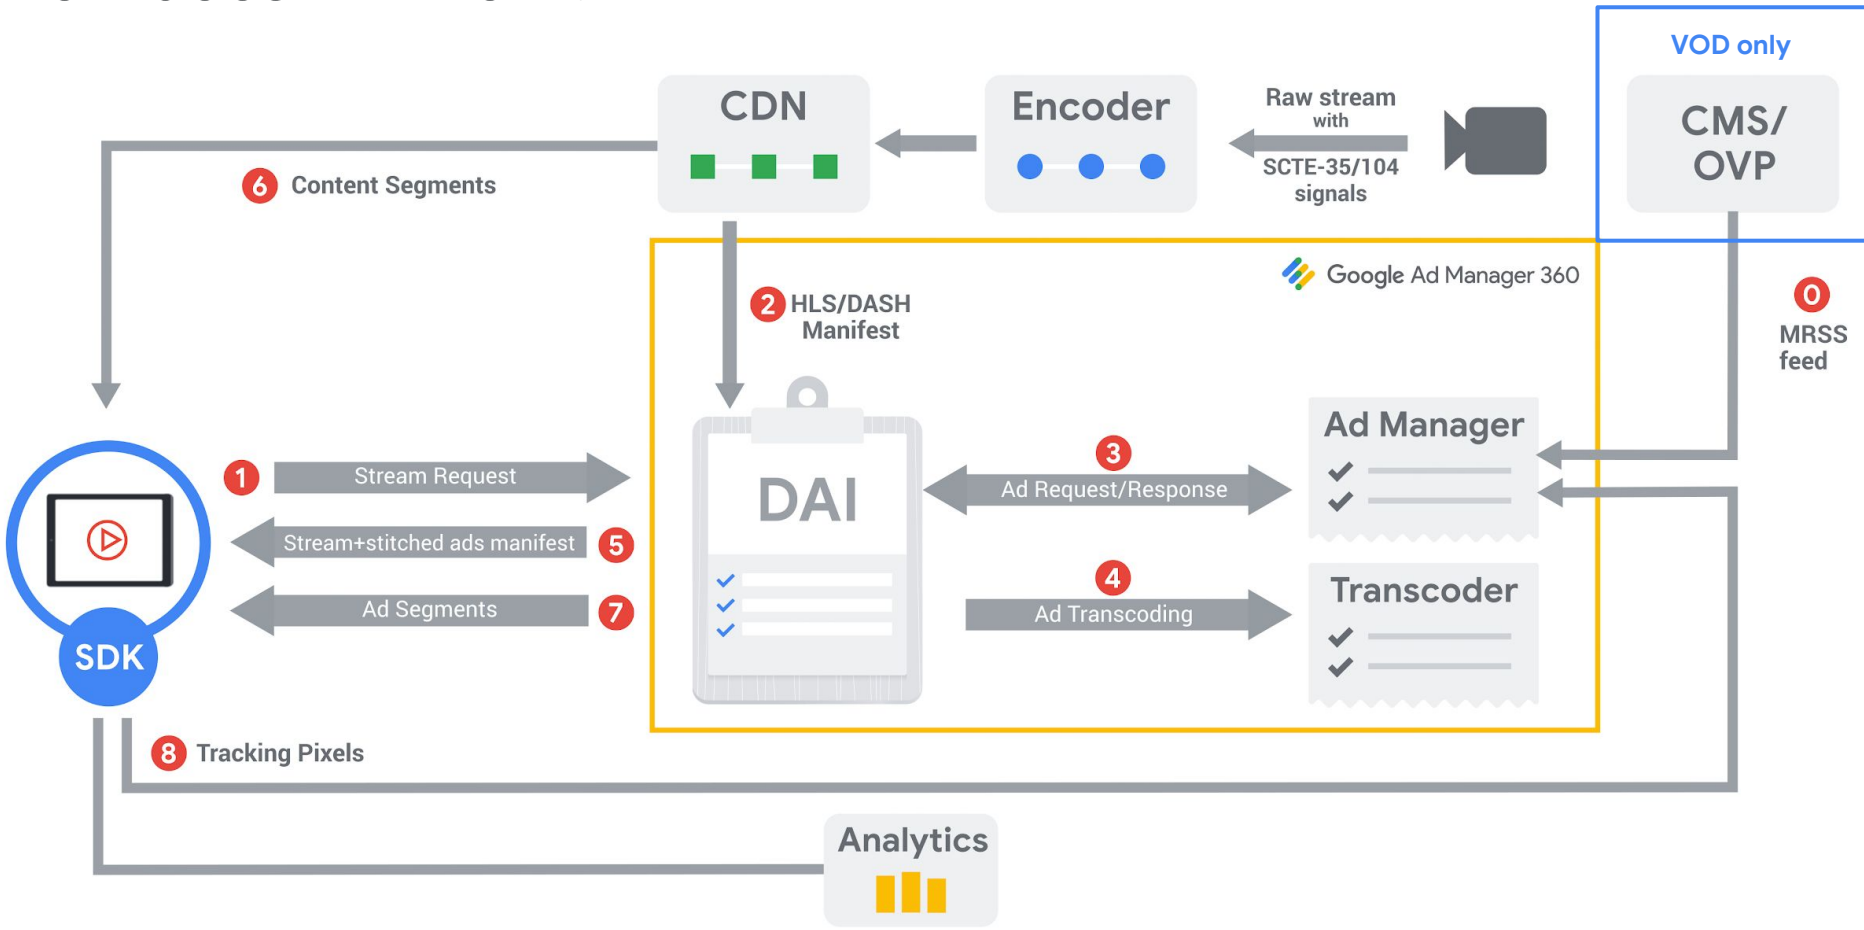 VOD only
CDN
Encoder
Raw stream
with
SCTE-35/104
signals
CMS/
OVP
6 Content Segments
Google Ad Manager 360
2 HLS/DASH
Manifest
0
MRSS
feed
1 Stream Request
DAI
3
Ad Request/Response
Ad Manager
Stream+stitched ads manifest 5
4
Ad Transcoding
Transcoder
Ad Segments 7
SDK
8 Tracking Pixels
Analytics